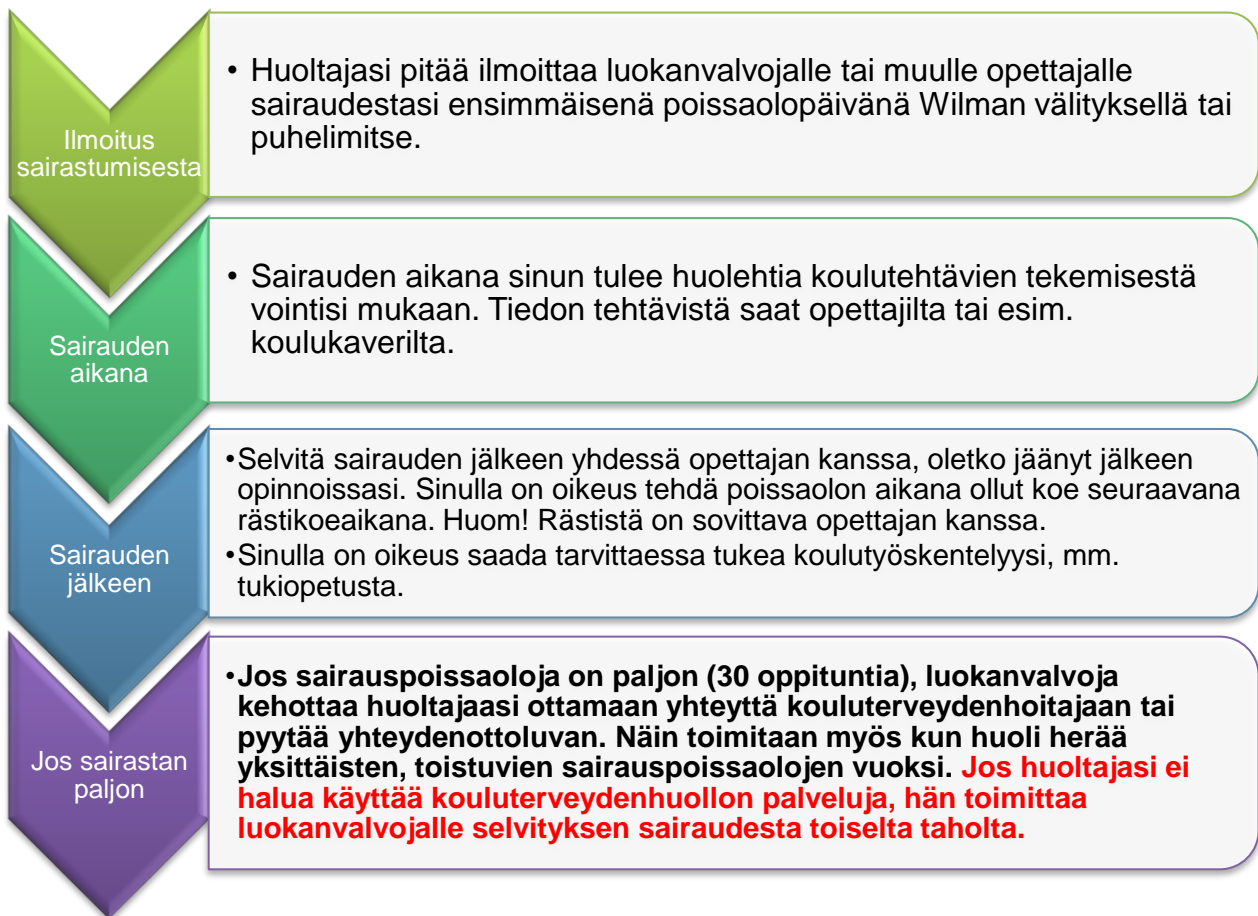 Ilmoitus
sairastumisesta
• Huoltajasi pitää ilmoittaa luokanvalvojalle tai muulle opettajalle
sairaudestasi ensimmäisenä poissaolopäivänä Wilman välityksellä tai
puhelimitse.
Sairauden
aikana
• Sairauden aikana sinun tulee huolehtia koulutehtävien tekemisestä
vointisi mukaan. Tiedon tehtävistä saat opettajilta tai esim.
koulukaverilta.
Sairauden
jälkeen
•Selvitä sairauden jälkeen yhdessä opettajan kanssa, oletko jäänyt jälkeen
opinnoissasi. Sinulla on oikeus tehdä poissaolon aikana ollut koe seuraavana
rästikoeaikana. Huom! Rästistä on sovittava opettajan kanssa.
•Sinulla on oikeus saada tarvittaessa tukea koulutyöskentelyysi, mm.
tukiopetusta.
Jos sairastan
paljon
•Jos sairauspoissaoloja on paljon (30 oppituntia), luokanvalvoja
kehottaa huoltajaasi ottamaan yhteyttä kouluterveydenhoitajaan tai
pyytää yhteydenottoluvan. Näin toimitaan myös kun huoli herää
yksittäisten, toistuvien sairauspoissaolojen vuoksi. Jos huoltajasi ei
halua käyttää kouluterveydenhuollon palveluja, hän toimittaa
luokanvalvojalle selvityksen sairaudesta toiselta taholta.